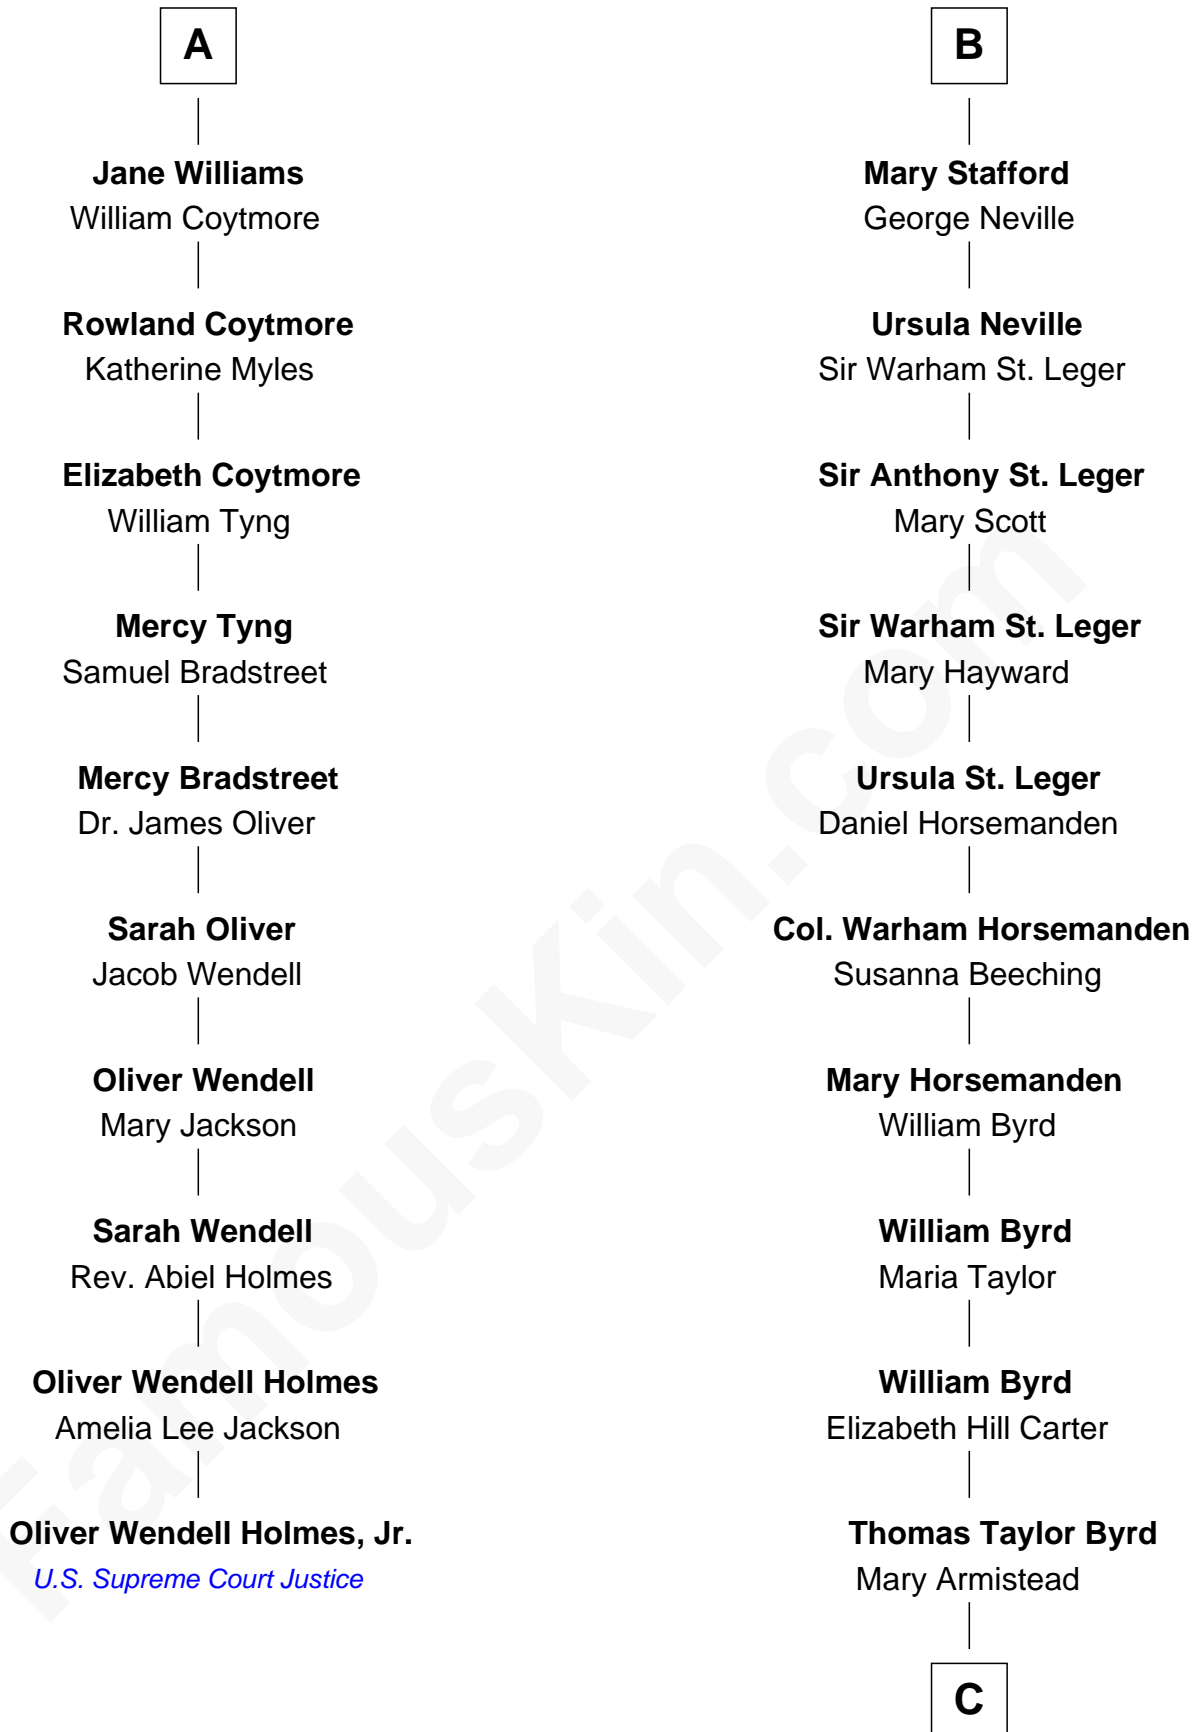 A
Jane Williams
William Coytmore
Rowland Coytmore
Katherine Myles
Elizabeth Coytmore
William Tyng
Mercy Tyng
Samuel Bradstreet
Mercy Bradstreet
Dr. James Oliver
Sarah Oliver
Jacob Wendell
Oliver Wendell
Mary Jackson
Sarah Wendell
Rev. Abiel Holmes
Oliver Wendell Holmes
Amelia Lee Jackson
Oliver Wendell Holmes, Jr.
U.S. Supreme Court Justice
B
Mary Stafford
George Neville
Ursula Neville
Sir Warham St. Leger
Sir Anthony St. Leger
Mary Scott
Sir Warham St. Leger
Mary Hayward
Ursula St. Leger
Daniel Horsemanden
Col. Warham Horsemanden
Susanna Beeching
Mary Horsemanden
William Byrd
William Byrd
Maria Taylor
William Byrd
Elizabeth Hill Carter
Thomas Taylor Byrd
Mary Armistead
C
FamousKin.com